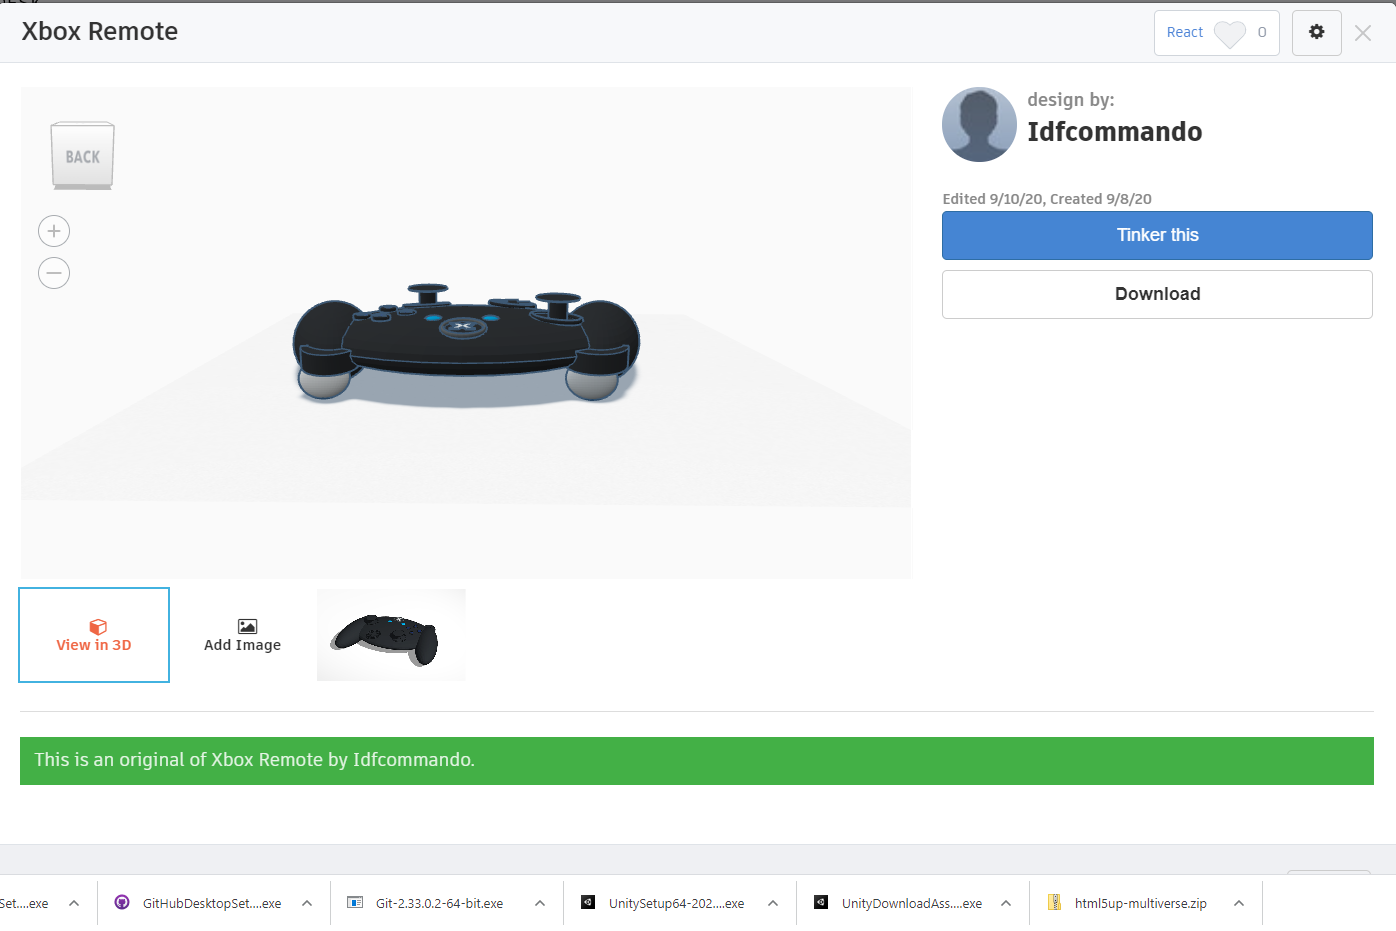 Xbox Remote
React 0
BACK
design by:
Idfcommando
Edited 9/10/20, Created 9/8/20
Tinker this
Download
View in 3D
Add Image
This is an original of Xbox Remote by Idfcommando.
Set....exe
GitHubDesktopSet....exe
Git-2.33.0.2-64-bit.exe
UnitySetup64-202....exe
UnityDownloadAss....exe
html5up-multiverse.zip